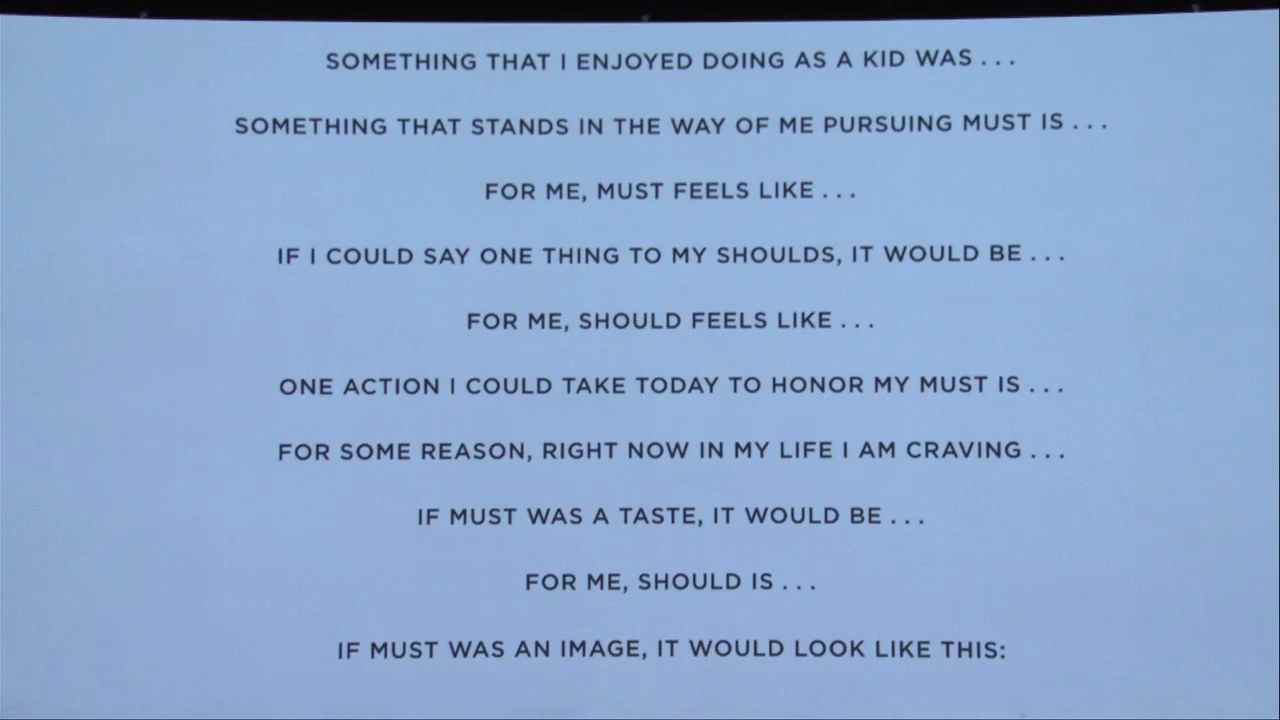 SOMETHING THAT I ENJOYED DOING AS A KID WAS . . .
SOMETHING THAT STANDS IN THE WAY OF ME PURSUING MUST IS . . .
FOR ME, MUST FEELS LIKE . . .
IF I COULD SAY ONE THING TO MY SHOULDS, IT WOULD BE . . .
FOR ME, SHOULD FEELS LIKE . . .
ONE ACTION I COULD TAKE TODAY TO HONOR MY MUST IS . . .
FOR SOME REASON, RIGHT NOW IN MY LIFE I AM CRAVING . . .
IF MUST WAS A TASTE, IT WOULD BE . . .
FOR ME, SHOULD IS . . .
IF MUST WAS AN IMAGE, IT WOULD LOOK LIKE THIS: